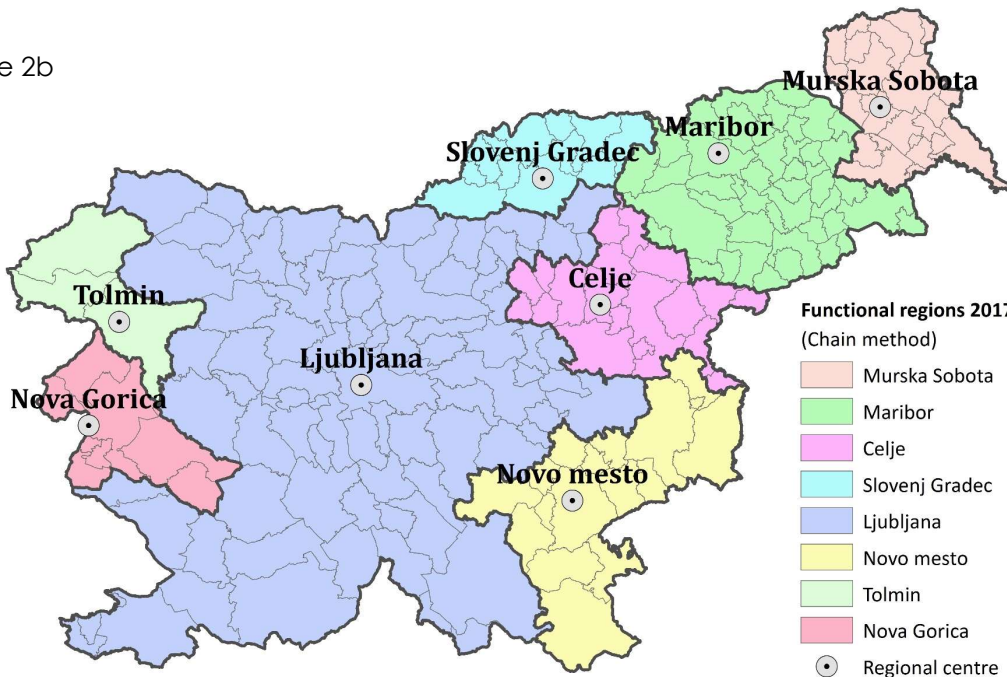 e 2b
Murska Sobota
Maribor
Slovenj Gradec
Celje
Tolmin
Ljubljana
Nova Gorica
Novo mesto
Functional regions 2017
(Chain method)
Murska Sobota
Maribor
Celje
Slovenj Gradec
Ljubljana
Novo mesto
Tolmin
Nova Gorica
Regional centre